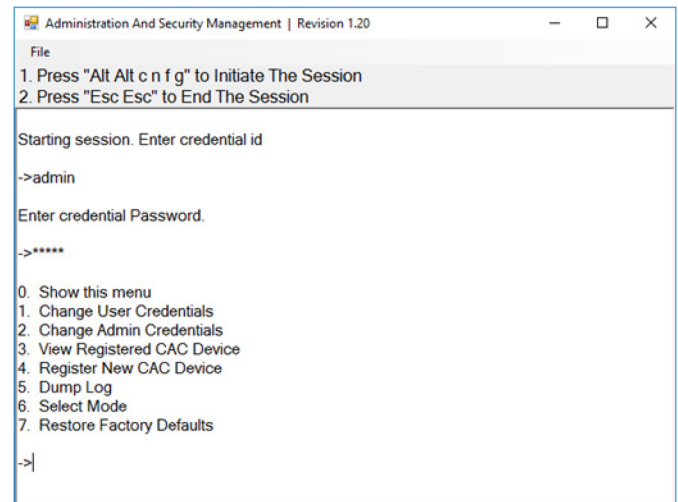 Administration And Security Management | Revision 1.20
File
1. Press "Alt Alt c n f g" to Initiate The Session
2. Press "Esc Esc" to End The Session
Starting session. Enter credential id
->admin
Enter credential Password.
->*****
0. Show this menu
1. Change User Credentials
2. Change Admin Credentials
3. View Registered CAC Device
4. Register New CAC Device
5. Dump Log
6. Select Mode
7. Restore Factory Defaults
->